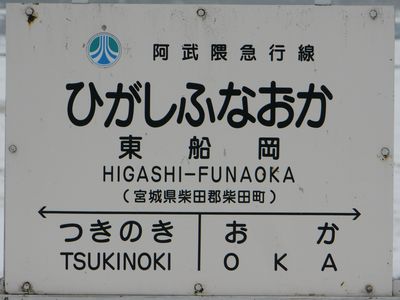 阿武隈急行線
ひがしふなおか
東船岡
HIGASHI-FUNAOKA
(宮城県柴田郡柴田町)
つきのき おか
TSUKINOKI OKA